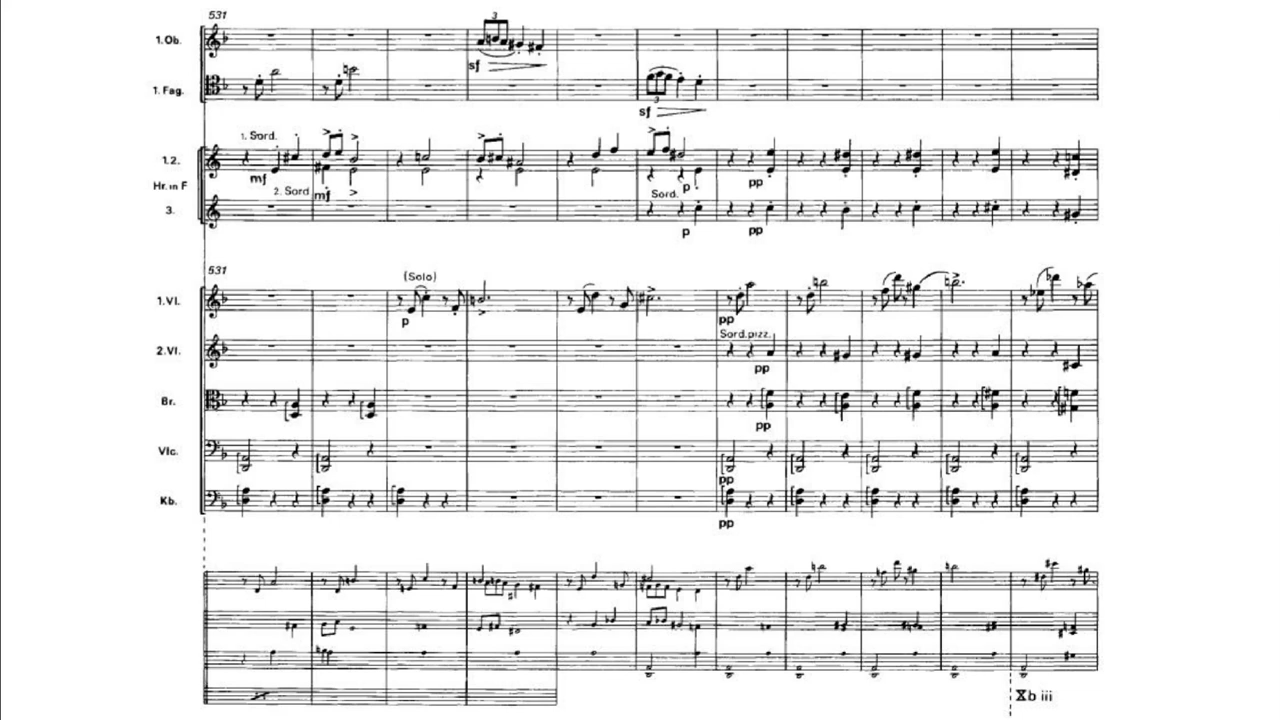 531
3
1. Ob.
sf
1. Fag.
3
sf
1. Sord.
1.2.
mf
p
pp
Hr. in F
2. Sord.
mf
Sord.
3.
p
pp
531
(Solo)
1. Vl.
p
pp
Sord. pizz.
2. Vl.
pp
Br.
pp
Vlc.
pp
Kb.
pp
Xb iii